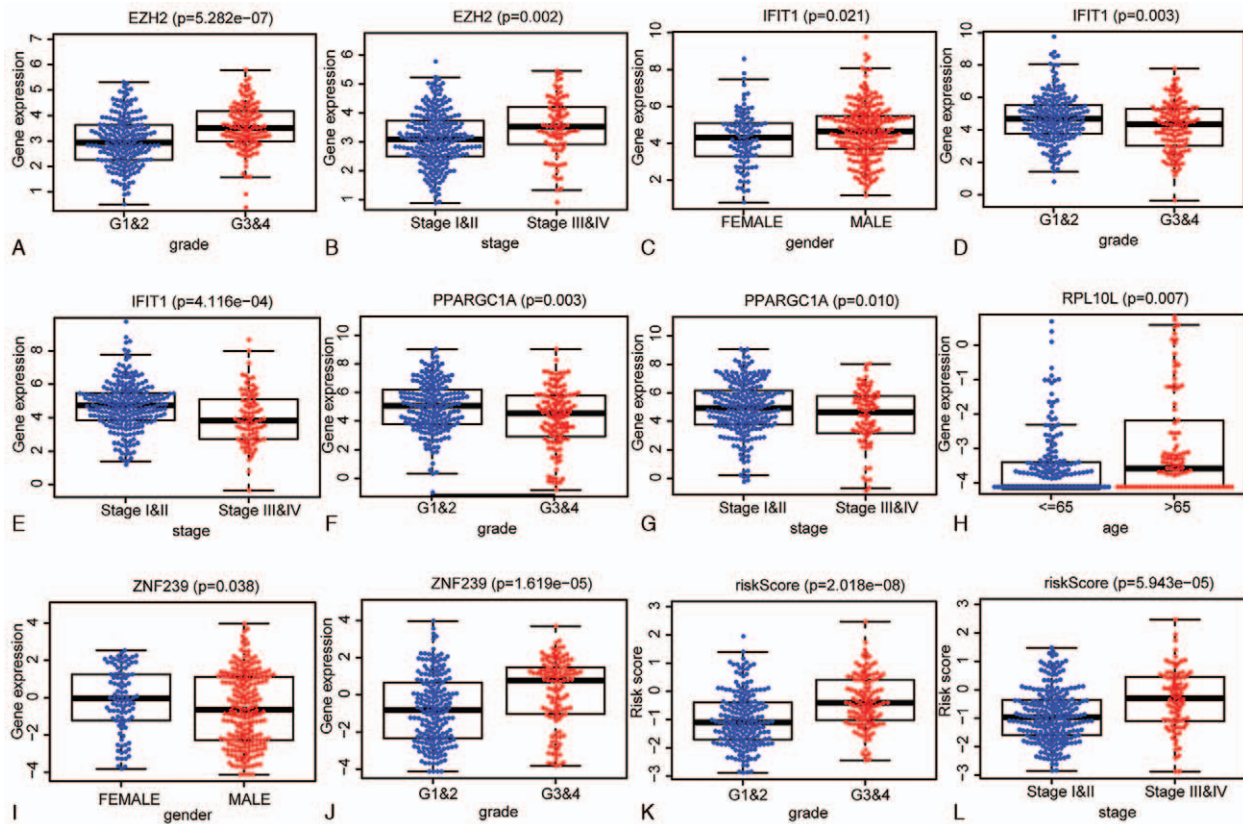 EZH2 (p=5.282e-07)
Gene expression
7
6
5
4
3
2
1
G1&2
G3&4
A
grade
EZH2 (p=0.002)
Gene expression
6
5
4
3
2
1
Stage I&II
Stage III&IV
B
stage
IFIT1 (p=0.021)
Gene expression
10
8
6
4
2
FEMALE
MALE
C
gender
IFIT1 (p=0.003)
Gene expression
10
8
6
4
2
0
G1&2
G3&4
D
grade
IFIT1 (p=4.116e-04)
Gene expression
8
6
4
2
0
Stage I&II
Stage III&IV
E
stage
PPARGC1A (p=0.003)
Gene expression
10
8
6
4
2
0
G1&2
G3&4
F
grade
PPARGC1A (p=0.010)
Gene expression
10
8
6
4
2
0
Stage I&II
Stage III&IV
G
stage
RPL10L (p=0.007)
Gene expression
0
−1
−2
−3
−4
<=65
>65
H
age
ZNF239 (p=0.038)
Gene expression
4
2
0
−2
−4
FEMALE
MALE
I
gender
ZNF239 (p=1.619e-05)
Gene expression
4
2
0
−2
−4
G1&2
G3&4
J
grade
riskScore (p=2.018e-08)
Risk score
3
2
1
0
−1
−2
−3
G1&2
G3&4
K
grade
riskScore (p=5.943e-05)
Risk score
3
2
1
0
−1
−2
−3
Stage I&II
Stage III&IV
L
stage